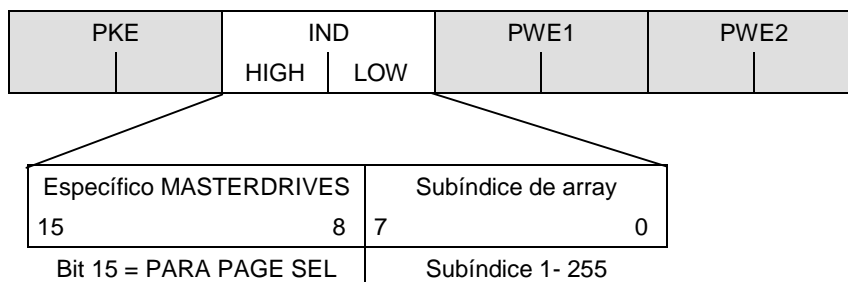 PKE IND PWE1 PWE2
HIGH LOW
Específico MASTERDRIVES Subíndice de array
15 8 7 0
Bit 15 = PARA PAGE SEL Subíndice 1- 255